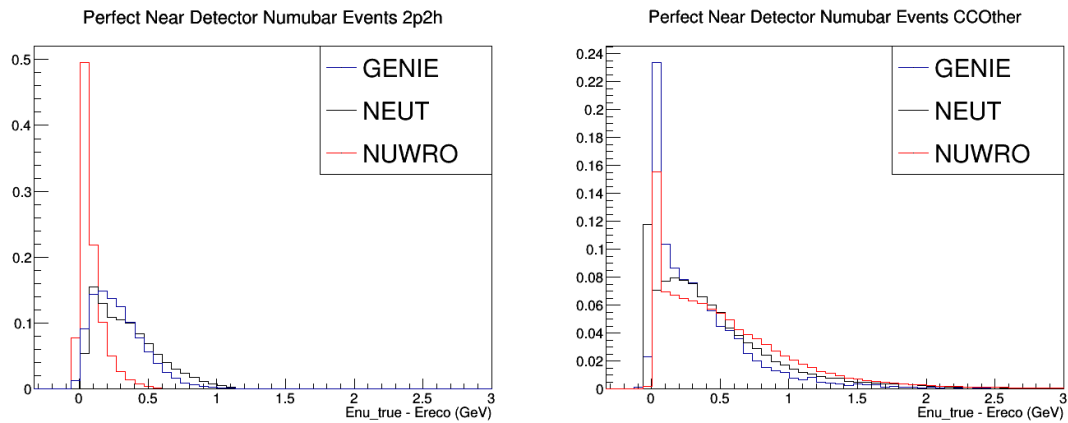 Perfect Near Detector Numubar Events 2p2h
GENIE
NEUT
NUWRO
0.5
0.4
0.3
0.2
0.1
0
0 0.5 1 1.5 2 2.5 3
Enu_true - Ereco (GeV)
Perfect Near Detector Numubar Events CCOther
GENIE
NEUT
NUWRO
0.24
0.22
0.2
0.18
0.16
0.14
0.12
0.1
0.08
0.06
0.04
0.02
0
0 0.5 1 1.5 2 2.5 3
Enu_true - Ereco (GeV)